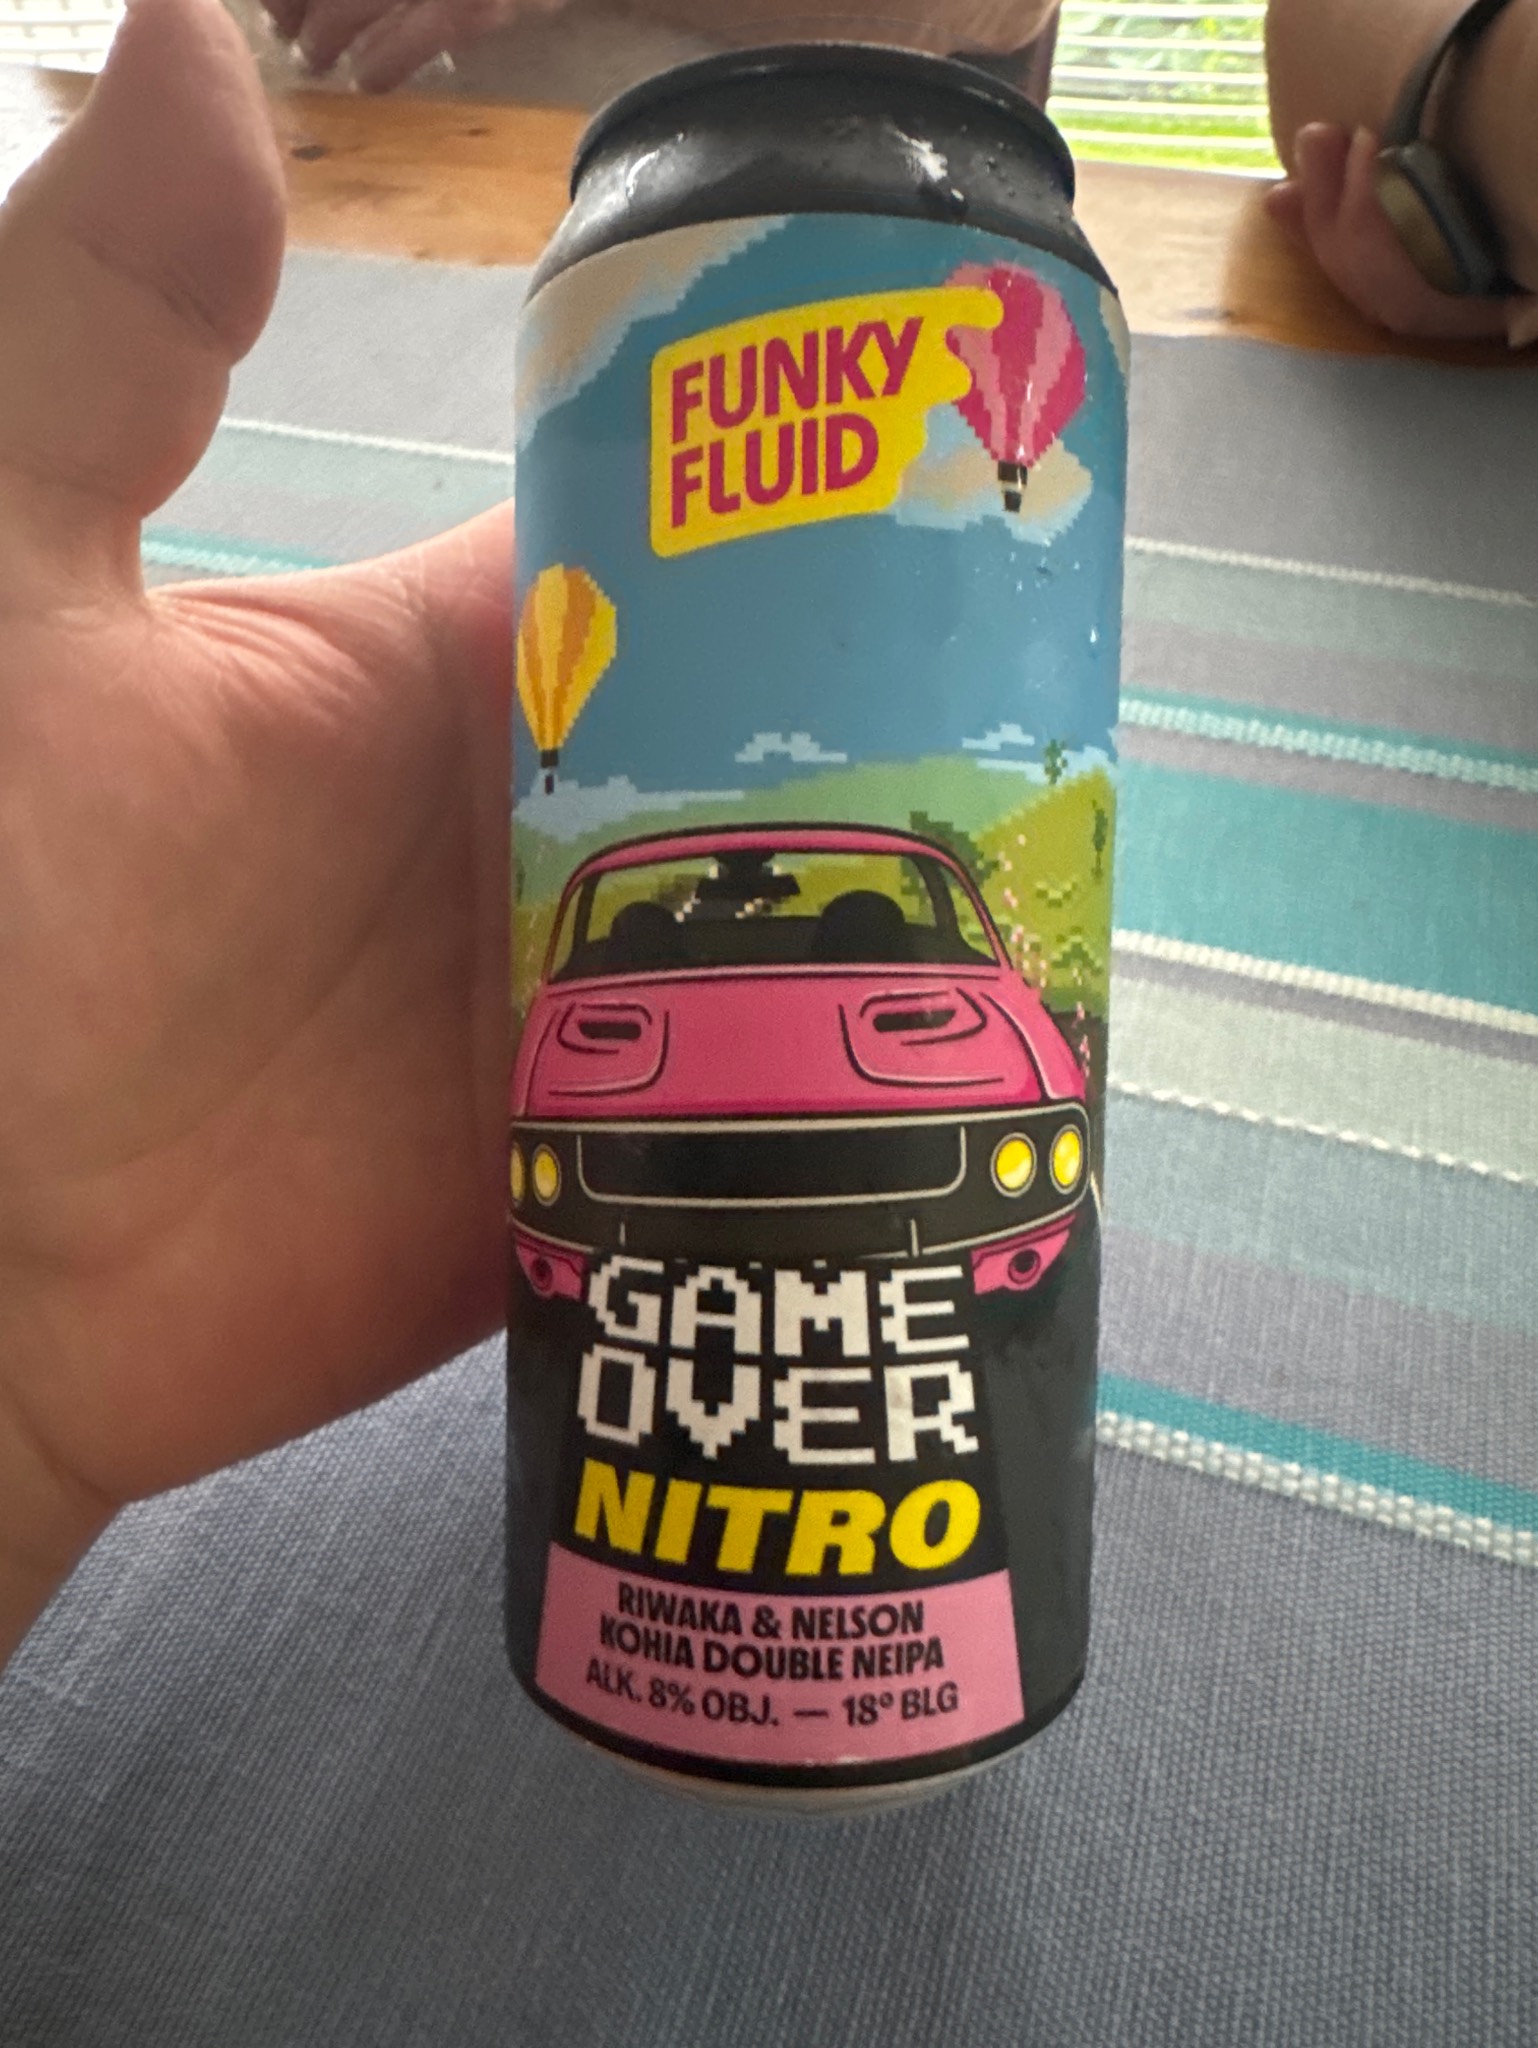 FUNKY
FLUID
GAME
OVER
NITRO
RIWAKA & NELSON
KOHIA DOUBLE NEIPA
ALK. 8% OBJ. — 18° BLG